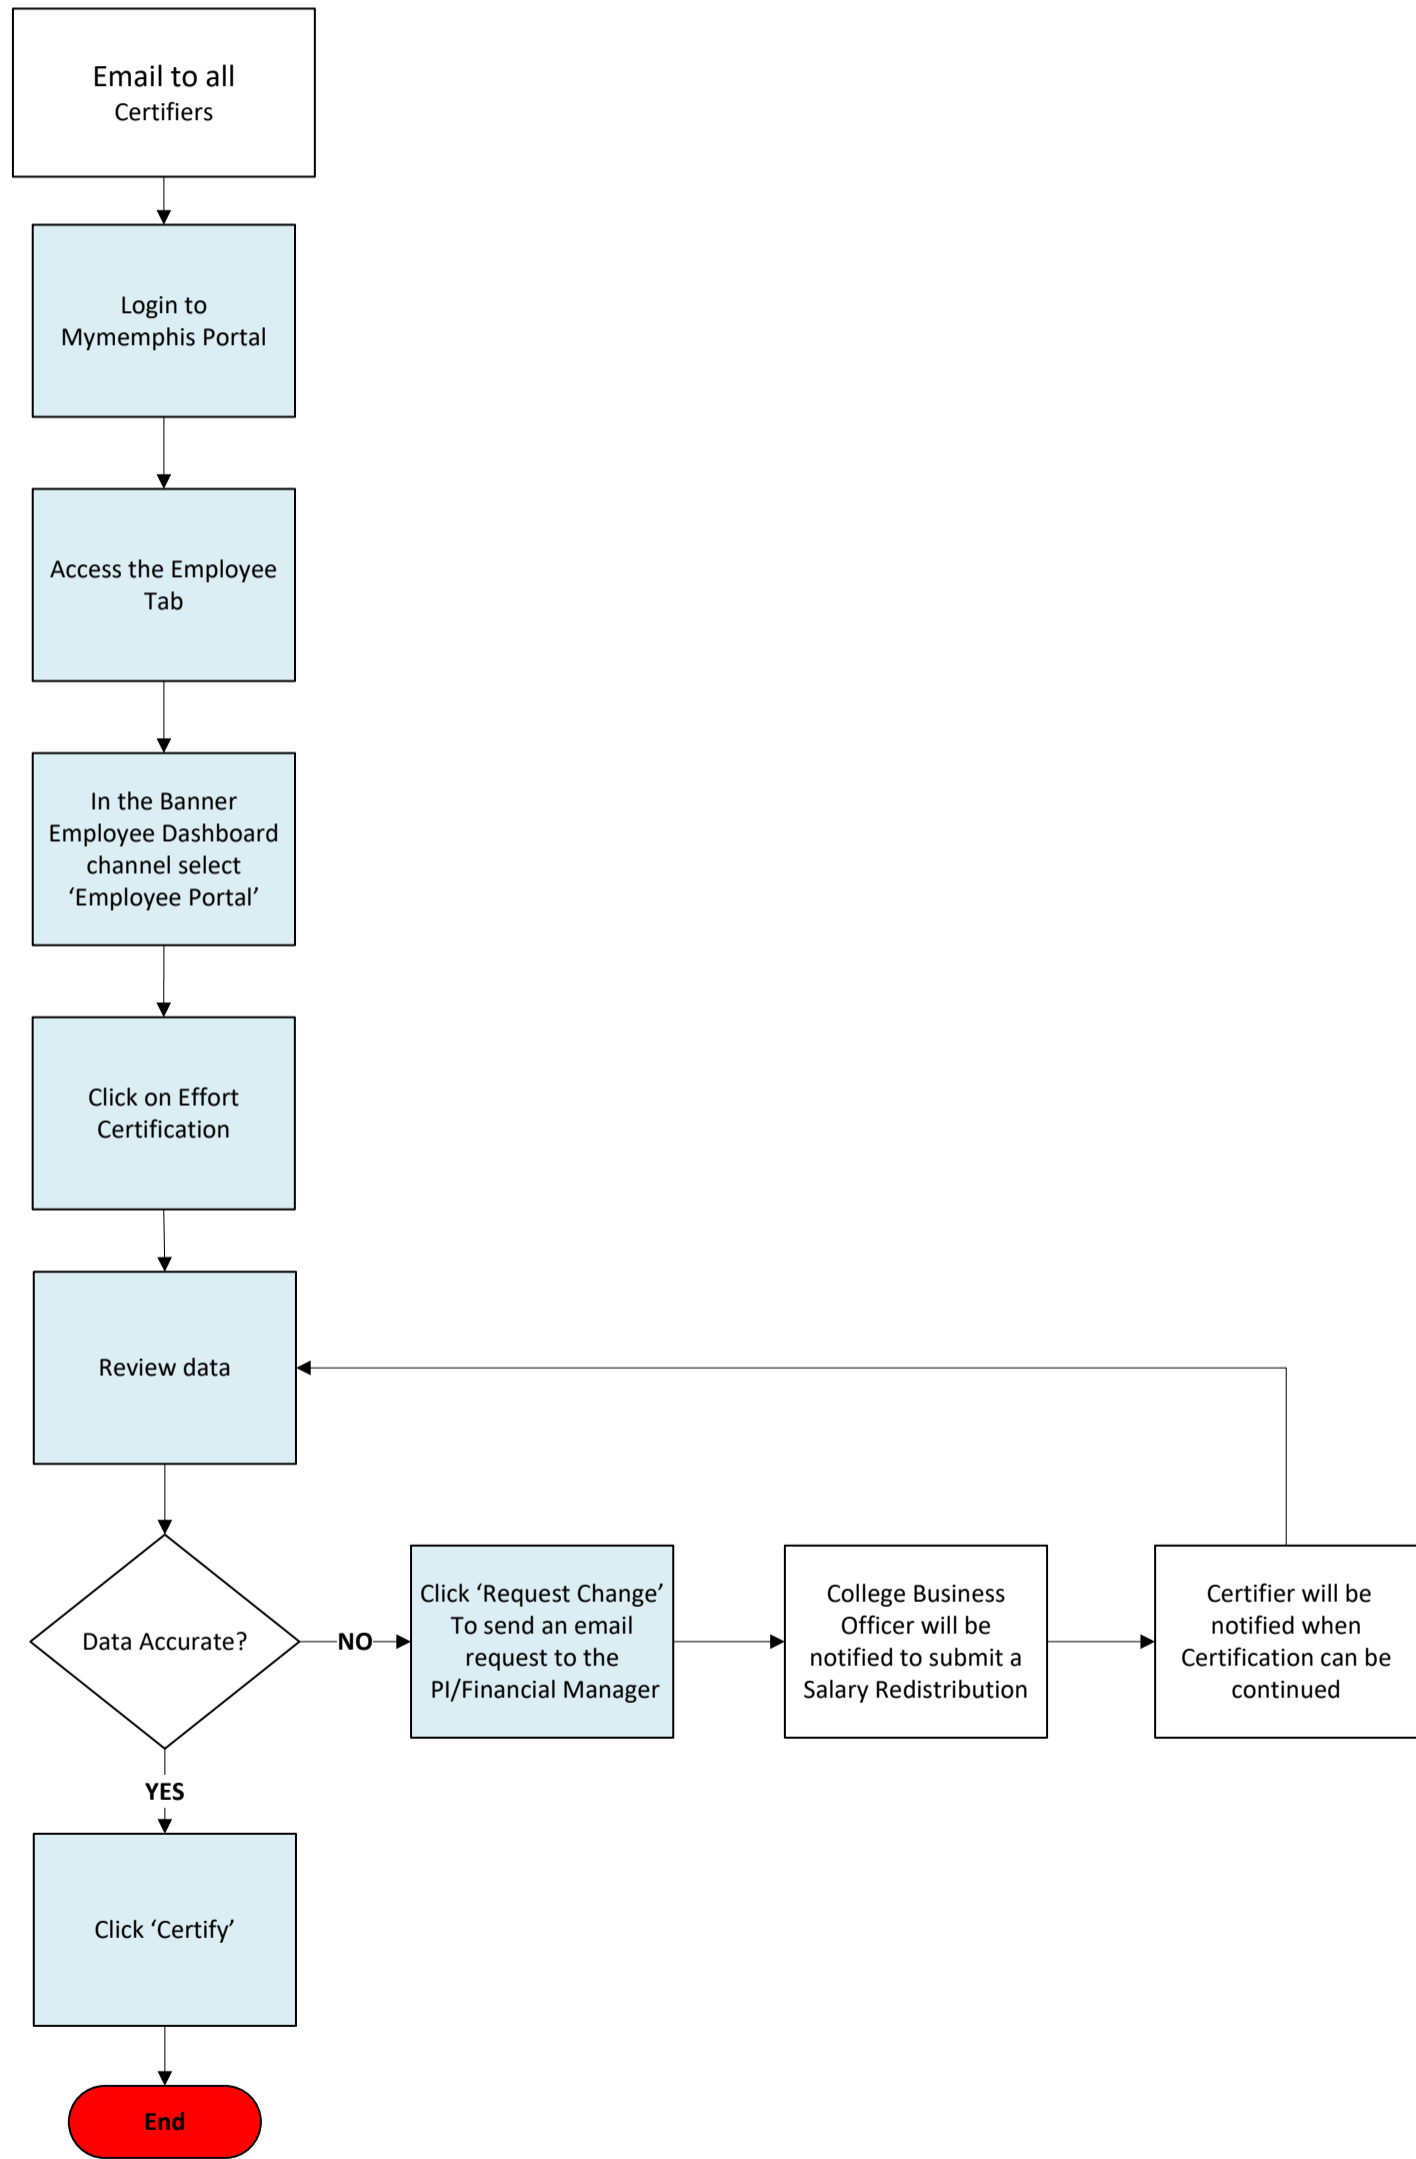 Email to all
Certifiers
Login to
Mymemphis Portal
Access the Employee
Tab
In the Banner
Employee Dashboard
channel select
‘Employee Portal’
Click on Effort
Certification
Review data
Data Accurate?
NO
Click ‘Request Change’
To send an email
request to the
PI/Financial Manager
College Business
Officer will be
notified to submit a
Salary Redistribution
Certifier will be
notified when
Certification can be
continued
YES
Click ‘Certify’
End